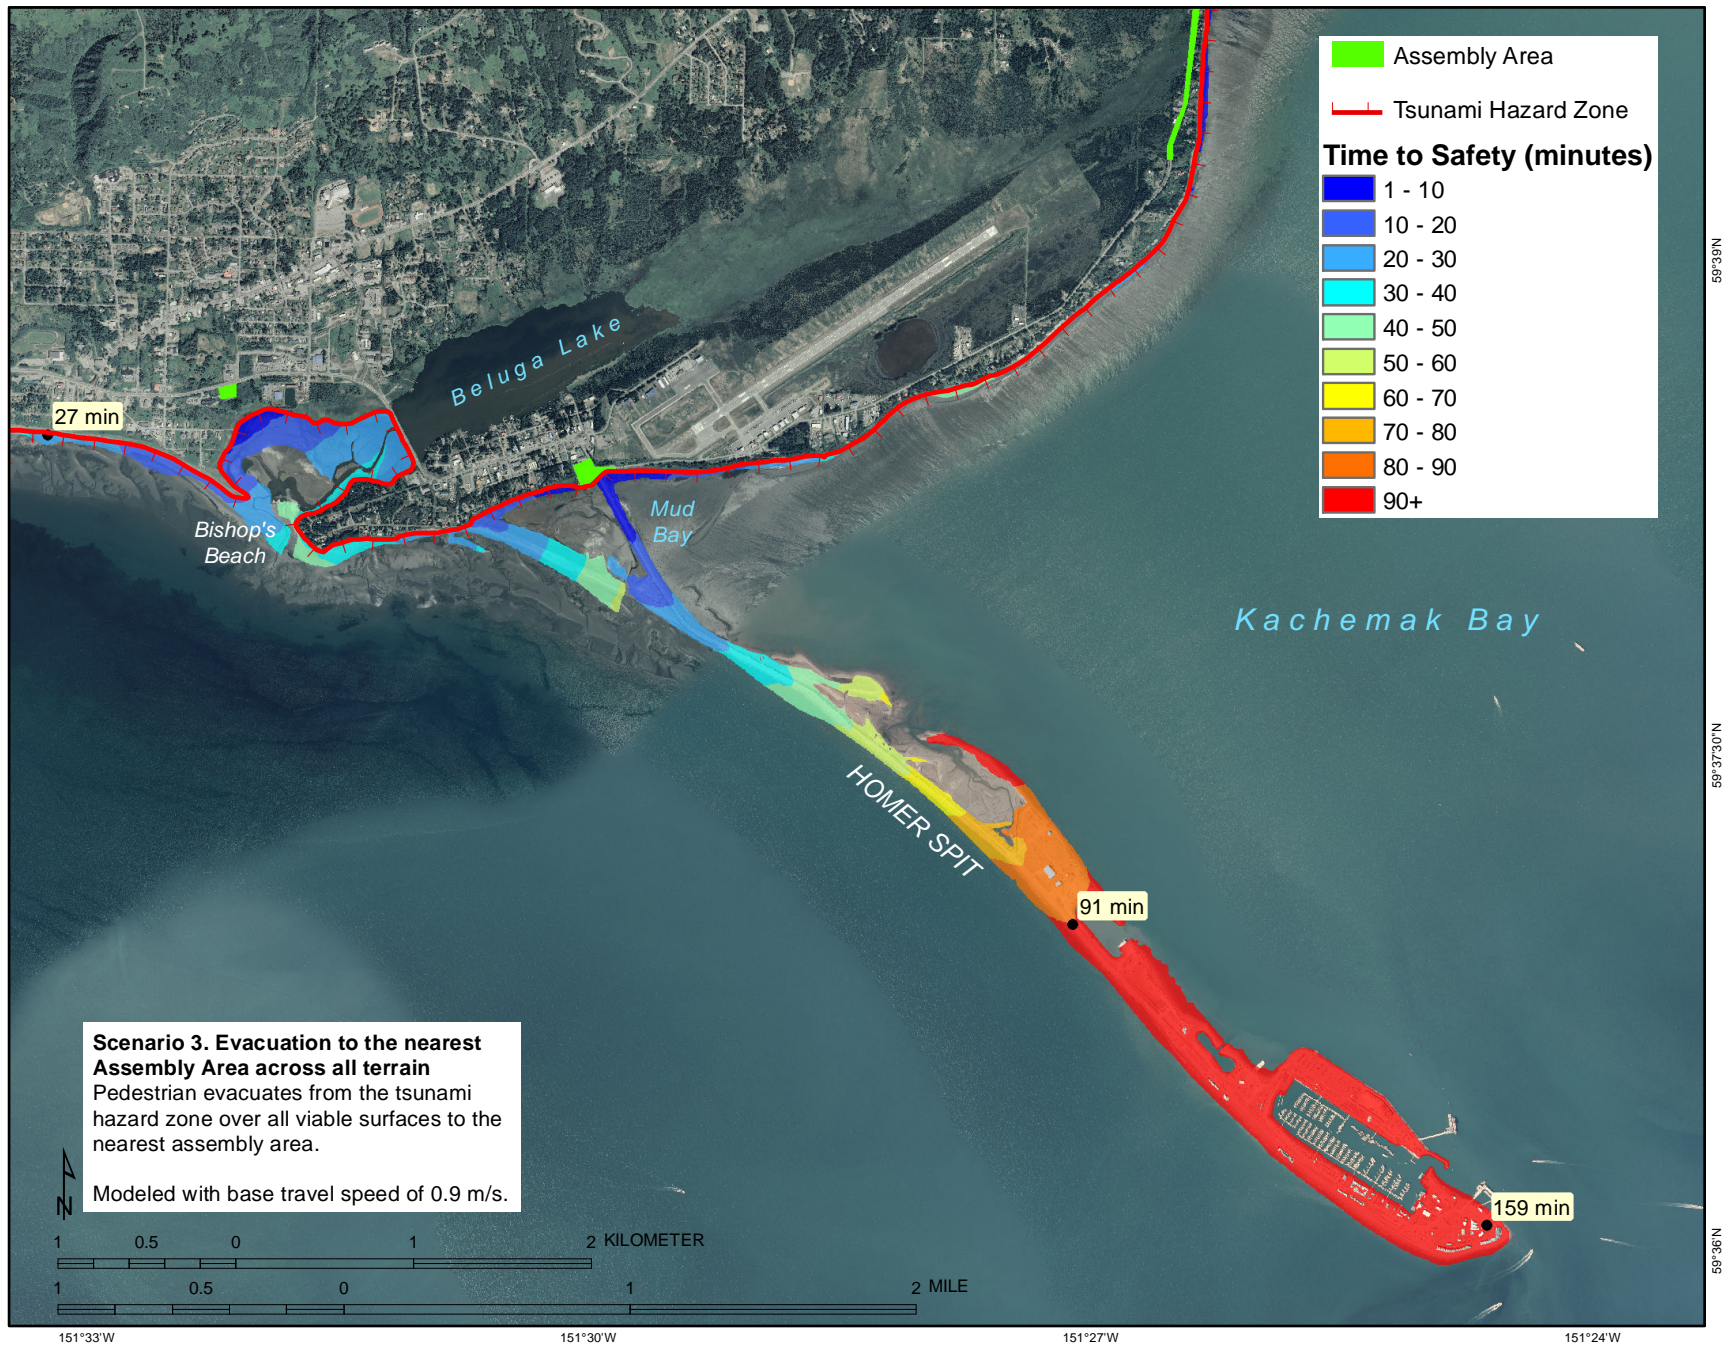 Assembly Area
Tsunami Hazard Zone
Time to Safety (minutes)
1 - 10
10 - 20
20 - 30
30 - 40
40 - 50
50 - 60
60 - 70
70 - 80
80 - 90
90+
59°39'N
Beluga Lake
27 min
Mud
Bay
Bishop's
Beach
Kachemak Bay
59°37'30"N
HOMER SPIT
91 min
Scenario 3. Evacuation to the nearest
Assembly Area across all terrain
Pedestrian evacuates from the tsunami
hazard zone over all viable surfaces to the
nearest assembly area.
Modeled with base travel speed of 0.9 m/s.
N
159 min
59°36'N
1 0.5 0 1 2 KILOMETER
1 0.5 0 1 2 MILE
151°33'W 151°30'W 151°27'W 151°24'W